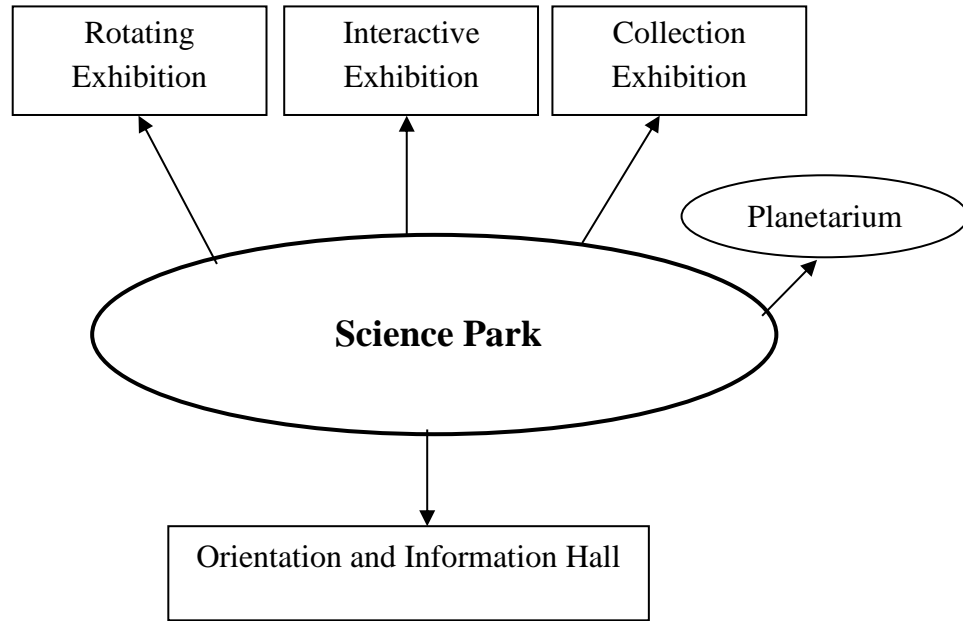 Rotating
Exhibition
Interactive
Exhibition
Collection
Exhibition
Planetarium
Science Park
Orientation and Information Hall